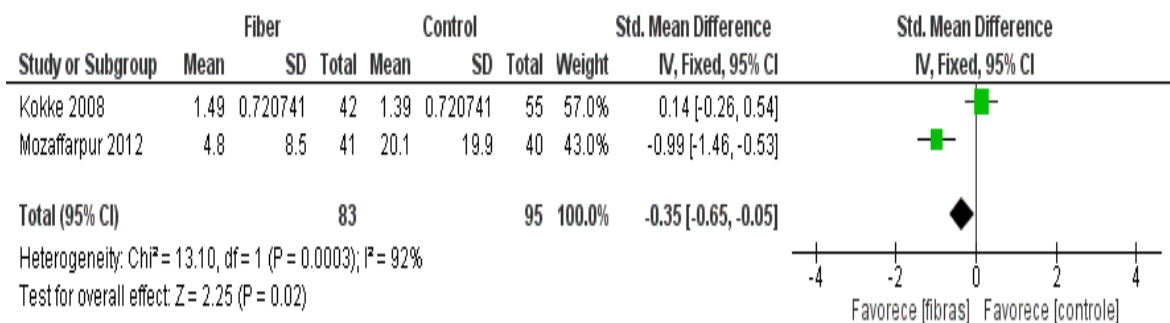 Fiber Control Std. Mean Difference Std. Mean Difference
Study or Subgroup Mean SD Total Mean SD Total Weight IV, Fixed, 95% CI IV, Fixed, 95% CI
Kokke 2008 1.49 0.720741 42 1.39 0.720741 55 57.0% 0.14 [-0.26, 0.54]
Mozaffarpur 2012 4.8 8.5 41 20.1 19.9 40 43.0% -0.99 [-1.46, -0.53]
Total (95% CI) 83 95 100.0% -0.35 [-0.65, -0.05]
Heterogeneity: Chi² = 13.10, df = 1 (P = 0.0003); I² = 92%
Test for overall effect: Z = 2.25 (P = 0.02)
-4 -2 0 2 4
Favorece [fibras] Favorece [controle]